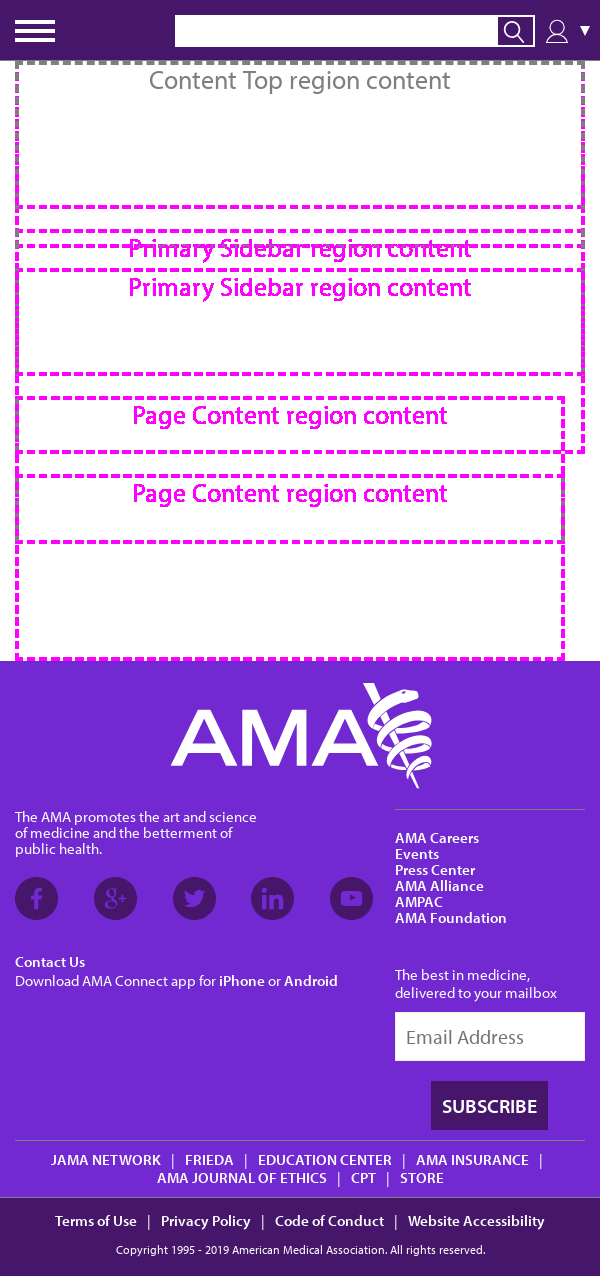 Content Top region content
Primary Sidebar region content
Primary Sidebar region content
Page Content region content
Page Content region content
AMA
The AMA promotes the art and science
of medicine and the betterment of
public health.
Contact Us
Download AMA Connect app for iPhone or Android
AMA Careers
Events
Press Center
AMA Alliance
AMPAC
AMA Foundation
The best in medicine,
delivered to your mailbox
Email Address
SUBSCRIBE
JAMA NETWORK | FRIEDA | EDUCATION CENTER | AMA INSURANCE |
AMA JOURNAL OF ETHICS | CPT | STORE
Terms of Use | Privacy Policy | Code of Conduct | Website Accessibility
Copyright 1995 - 2019 American Medical Association. All rights reserved.